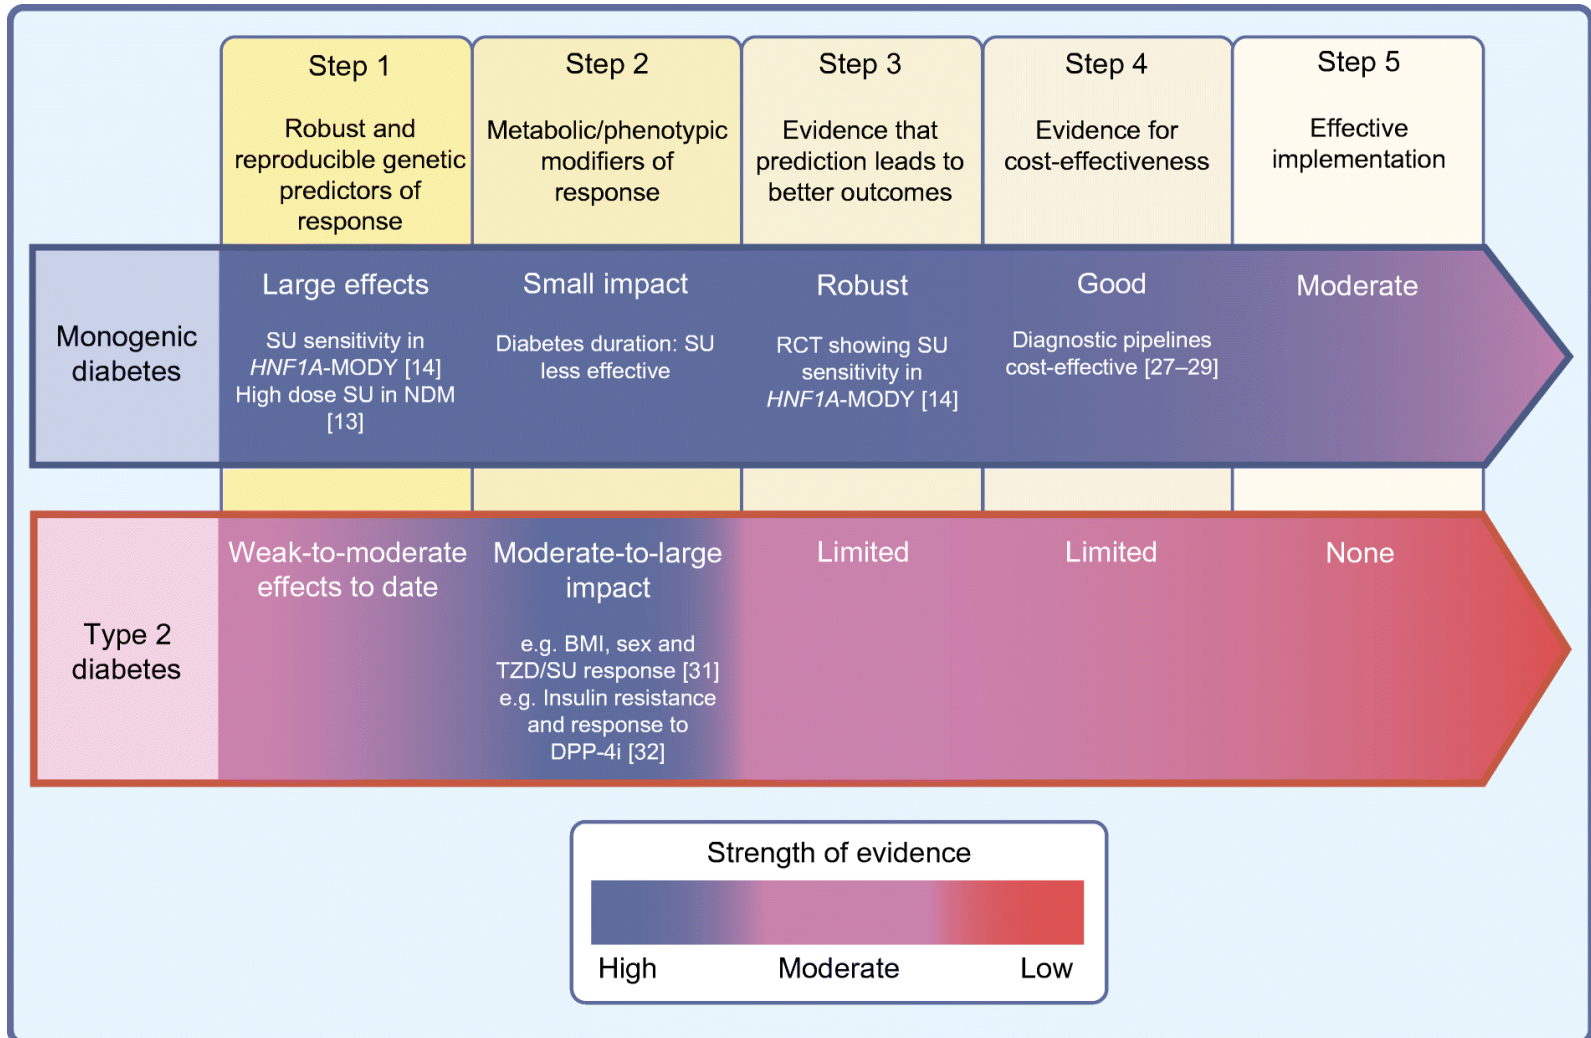 Step 1
Robust and
reproducible genetic
predictors of
response
Step 2
Metabolic/phenotypic
modifiers of
response
Step 3
Evidence that
prediction leads to
better outcomes
Step 4
Evidence for
cost-effectiveness
Step 5
Effective
implementation
Monogenic
diabetes
Large effects
SU sensitivity in
HNF1A-MODY [14]
High dose SU in NDM
[13]
Small impact
Diabetes duration: SU
less effective
Robust
RCT showing SU
sensitivity in
HNF1A-MODY [14]
Good
Diagnostic pipelines
cost-effective [27–29]
Moderate
Type 2
diabetes
Weak-to-moderate
effects to date
Moderate-to-large
impact
e.g. BMI, sex and
TZD/SU response [31]
e.g. Insulin resistance
and response to
DPP-4i [32]
Limited
Limited
None
Strength of evidence
High
Moderate
Low